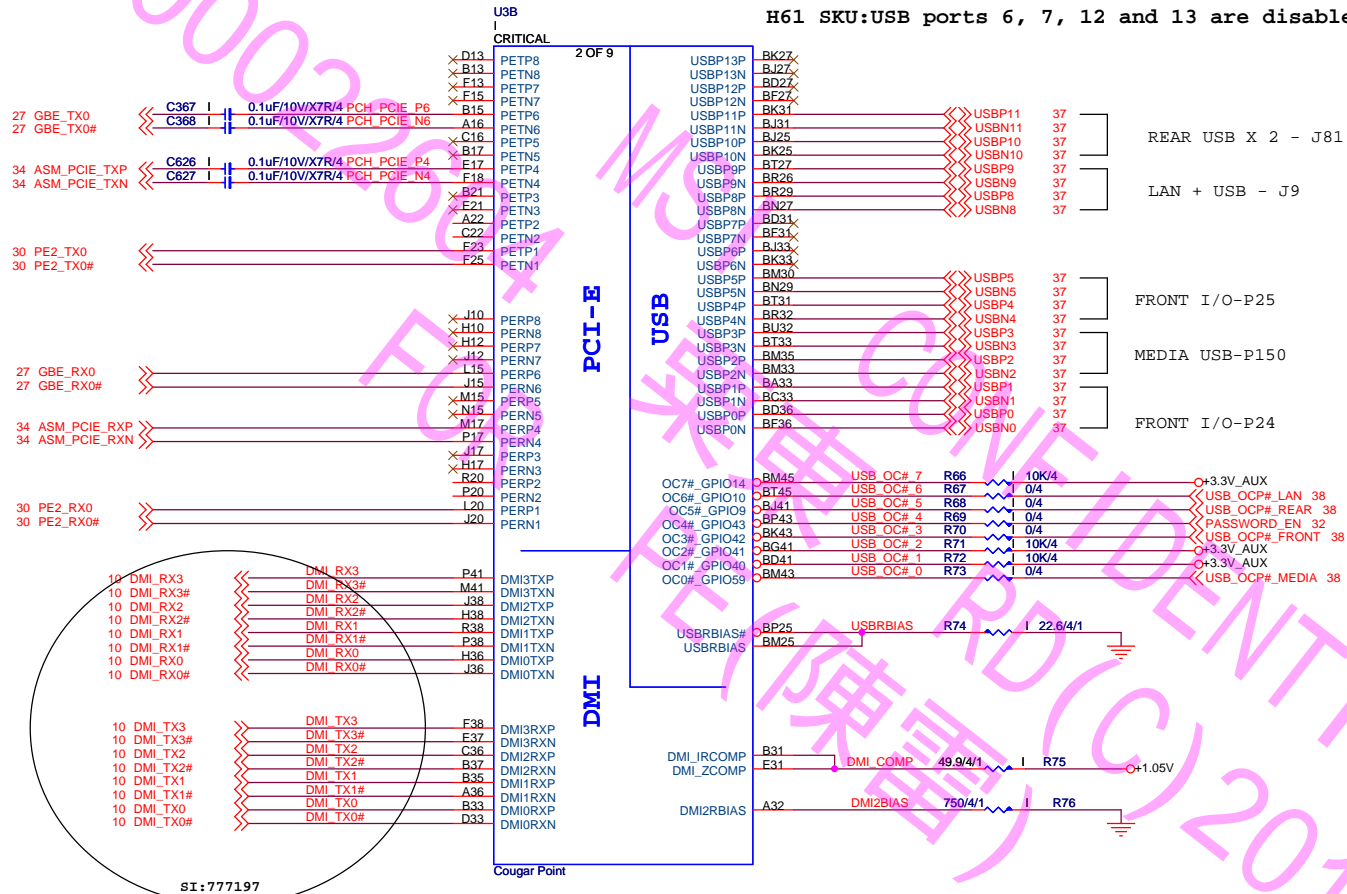 H61 SKU:USB ports 6, 7, 12 and 13 are disable
U3B
I
CRITICAL
2 OF 9
D13 PETP8
B13 PETN8
F13 PETP7
F15 PETN7
27 GBE_TX0 C367 I 0.1uF/10V/X7R/4 PCH_PCIE_P6 B15 PETP6
27 GBE_TX0# C368 I 0.1uF/10V/X7R/4 PCH_PCIE_N6 A16 PETN6
C16 PETP5
B17 PETN5
34 ASM_PCIE_TXP C626 I 0.1uF/10V/X7R/4 PCH_PCIE_P4 E17 PETP4
34 ASM_PCIE_TXN C627 I 0.1uF/10V/X7R/4 PCH_PCIE_N4 F18 PETN4
B21 PETP3
E21 PETN3
A22 PETP2
C22 PETN2
30 PE2_TX0 F23 PETP1
30 PE2_TX0# F25 PETN1
J10 PERP8
H10 PERN8
H12 PERP7
J12 PERN7
27 GBE_RX0 L15 PERP6
27 GBE_RX0# J15 PERN6
M15 PERP5
N15 PERN5
34 ASM_PCIE_RXP M17 PERP4
34 ASM_PCIE_RXN P17 PERN4
J17 PERP3
H17 PERN3
R20 PERP2
P20 PERN2
30 PE2_RX0 L20 PERP1
30 PE2_RX0# J20 PERN1
PCI-E
USB
DMI
10 DMI_RX3 DMI_RX3 P41 DMI3TXP
10 DMI_RX3# DMI_RX3# M41 DMI3TXN
10 DMI_RX2 DMI_RX2 J38 DMI2TXP
10 DMI_RX2# DMI_RX2# H38 DMI2TXN
10 DMI_RX1 DMI_RX1 R38 DMI1TXP
10 DMI_RX1# DMI_RX1# P38 DMI1TXN
10 DMI_RX0 DMI_RX0 H36 DMI0TXP
10 DMI_RX0# DMI_RX0# J36 DMI0TXN
10 DMI_TX3 DMI_TX3 F38 DMI3RXP
10 DMI_TX3# DMI_TX3# E37 DMI3RXN
10 DMI_TX2 DMI_TX2 C36 DMI2RXP
10 DMI_TX2# DMI_TX2# B37 DMI2RXN
10 DMI_TX1 DMI_TX1 B35 DMI1RXP
10 DMI_TX1# DMI_TX1# A36 DMI1RXN
10 DMI_TX0 DMI_TX0 B33 DMI0RXP
10 DMI_TX0# DMI_TX0# D33 DMI0RXN
SI:777197
Cougar Point
USBP13P BK27
USBP13N BJ27
USBP12P BD27
USBP12N BF27
USBP11P BK31 USBP11 37
USBP11N BJ31 USBN11 37
USBP10P BJ25 USBP10 37
USBP10N BK25 USBN10 37
REAR USB X 2 - J81
USBP9P BT27 USBP9 37
USBP9N BR26 USBN9 37
USBP8P BR29 USBP8 37
USBP8N BN27 USBN8 37
LAN + USB - J9
USBP7P BD31
USBP7N BF31
USBP6P BJ33
USBP6N BK33
USBP5P BM30 USBP5 37
USBP5N BN29 USBN5 37
USBP4P BT31 USBP4 37
USBP4N BR32 USBN4 37
FRONT I/O-P25
USBP3P BU32 USBP3 37
USBP3N BT33 USBN3 37
USBP2P BM35 USBP2 37
USBP2N BM33 USBN2 37
MEDIA USB-P150
USBP1P BA33 USBP1 37
USBP1N BC33 USBN1 37
USBP0P BD36 USBP0 37
USBP0N BF36 USBN0 37
FRONT I/O-P24
OC7#_GPIO14 BM45 USB_OC#_7 R66 I 10K/4 +3.3V_AUX
OC6#_GPIO10 BT45 USB_OC#_6 R67 I 0/4 USB_OCP#_LAN 38
OC5#_GPIO9 BJ41 USB_OC#_5 R68 I 0/4 USB_OCP#_REAR 38
OC4#_GPIO43 BP43 USB_OC#_4 R69 I 0/4 PASSWORD_EN 32
OC3#_GPIO42 BK43 USB_OC#_3 R70 I 0/4 USB_OCP#_FRONT 38
OC2#_GPIO41 BG41 USB_OC#_2 R71 I 10K/4 +3.3V_AUX
OC1#_GPIO40 BD41 USB_OC#_1 R72 I 10K/4 +3.3V_AUX
OC0#_GPIO59 BM43 USB_OC#_0 R73 I 0/4 USB_OCP#_MEDIA 38
USBRBIAS# BP25 USBRBIAS R74 I 22.6/4/1
USBRBIAS BM25
DMI_IRCOMP B31
DMI_ZCOMP E31 DMI_COMP 49.9/4/1 I R75 +1.05V
DMI2RBIAS A32 DMI2BIAS 750/4/1 I R76
00022604 MSI CONFIDENTI
FOR 栗東 RD(C)201
PE(陳雷)